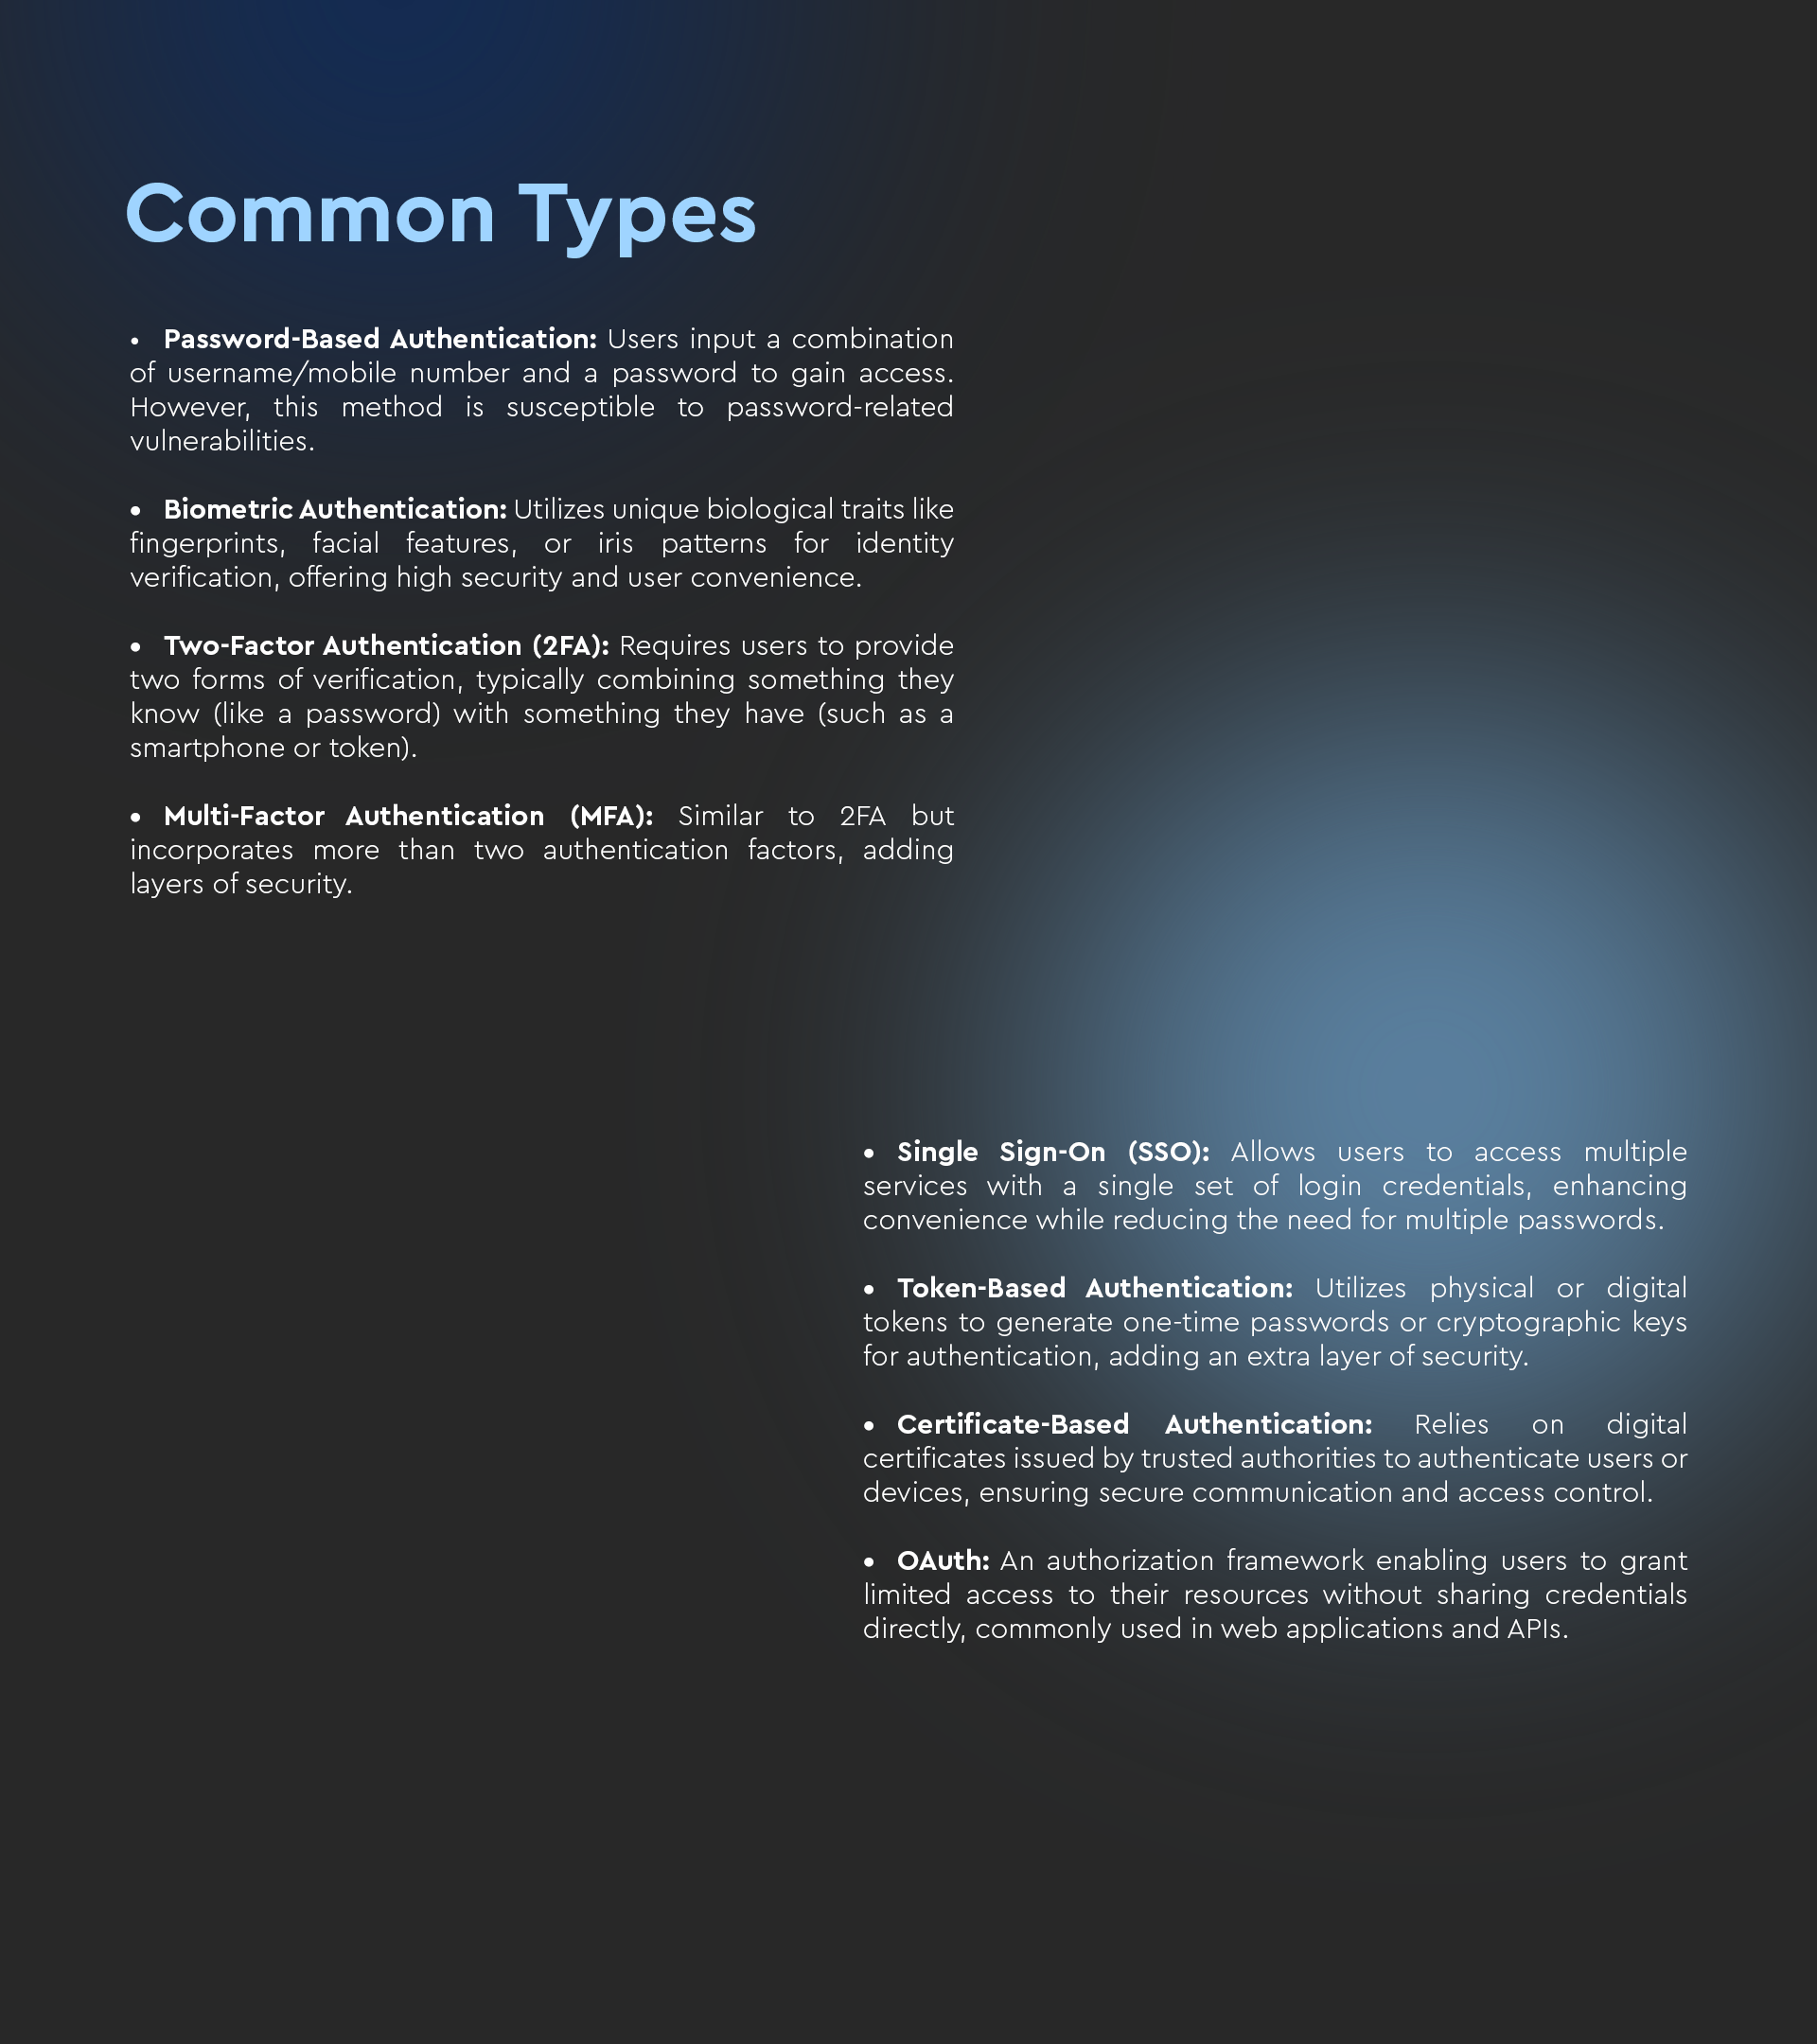 Common Types
• Password-Based Authentication: Users input a combination
of username/mobile number and a password to gain access.
However, this method is susceptible to password-related
vulnerabilities.
• Biometric Authentication: Utilizes unique biological traits like
fingerprints, facial features, or iris patterns for identity
verification, offering high security and user convenience.
• Two-Factor Authentication (2FA): Requires users to provide
two forms of verification, typically combining something they
know (like a password) with something they have (such as a
smartphone or token).
• Multi-Factor Authentication (MFA): Similar to 2FA but
incorporates more than two authentication factors, adding
layers of security.
• Single Sign-On (SSO): Allows users to access multiple
services with a single set of login credentials, enhancing
convenience while reducing the need for multiple passwords.
• Token-Based Authentication: Utilizes physical or digital
tokens to generate one-time passwords or cryptographic keys
for authentication, adding an extra layer of security.
• Certificate-Based Authentication: Relies on digital
certificates issued by trusted authorities to authenticate users or
devices, ensuring secure communication and access control.
• OAuth: An authorization framework enabling users to grant
limited access to their resources without sharing credentials
directly, commonly used in web applications and APIs.